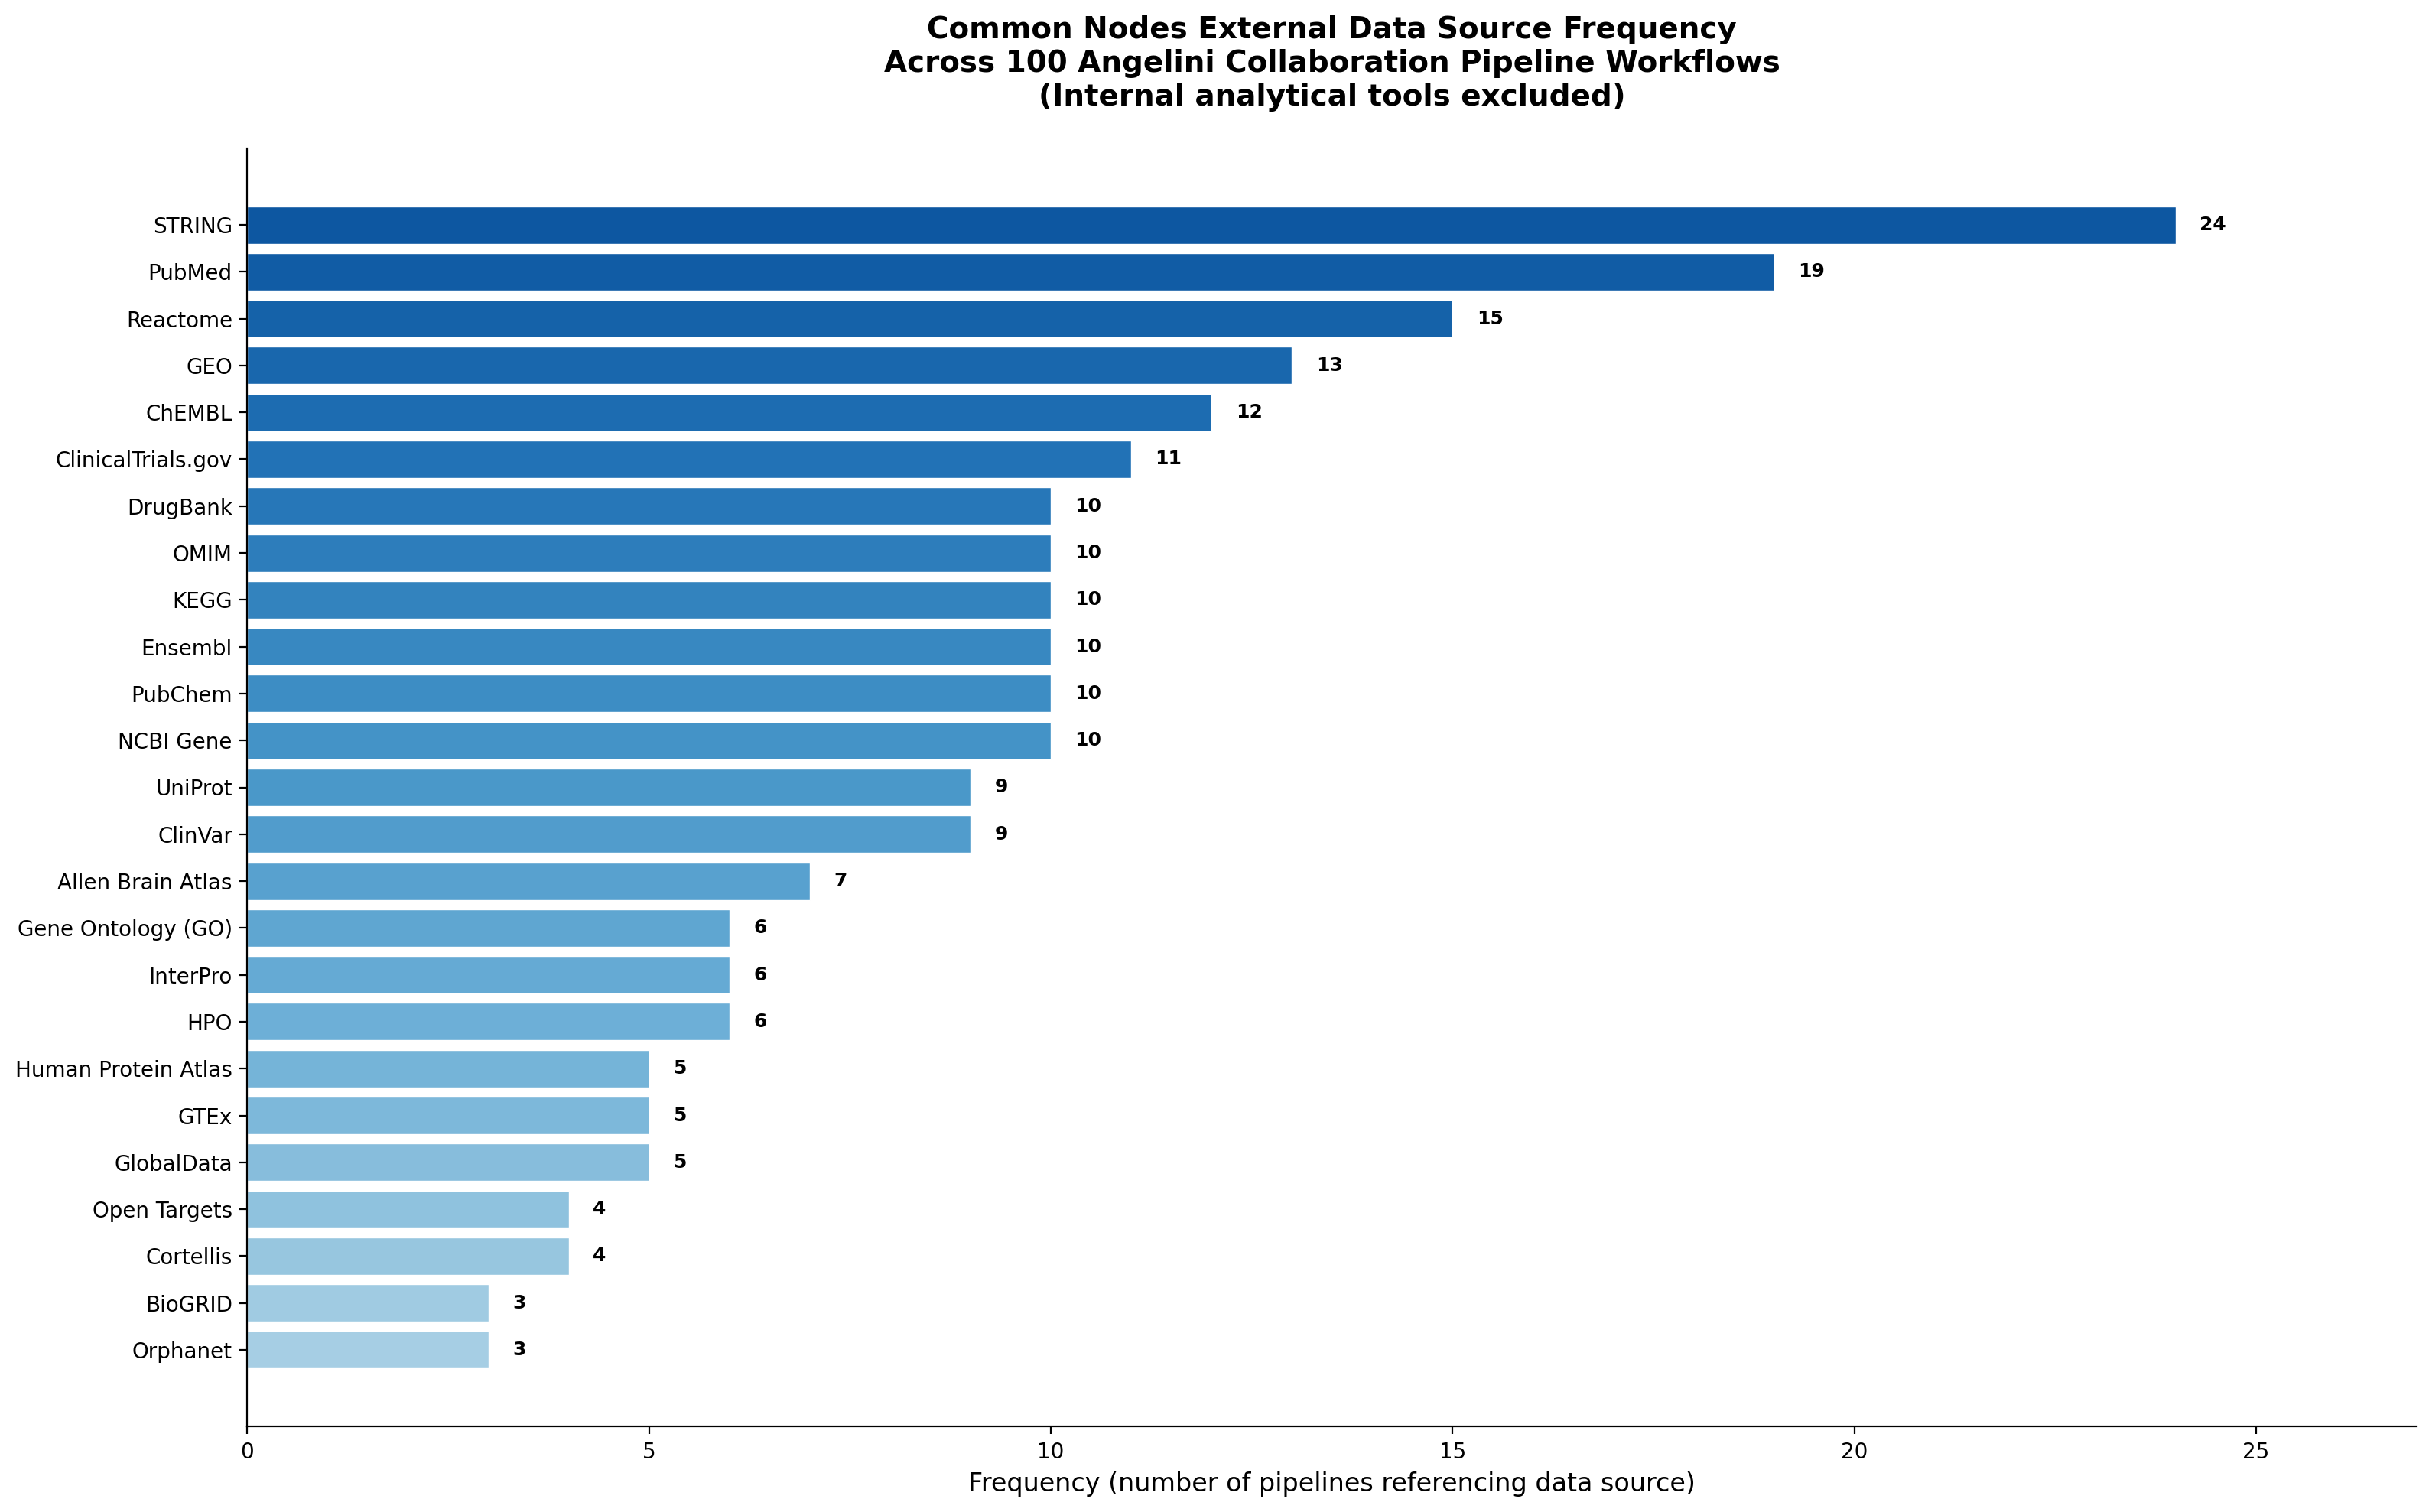 Common Nodes External Data Source Frequency
Across 100 Angelini Collaboration Pipeline Workflows
(Internal analytical tools excluded)
STRING 24
PubMed 19
Reactome 15
GEO 13
ChEMBL 12
ClinicalTrials.gov 11
DrugBank 10
OMIM 10
KEGG 10
Ensembl 10
PubChem 10
NCBI Gene 10
UniProt 9
ClinVar 9
Allen Brain Atlas 7
Gene Ontology (GO) 6
InterPro 6
HPO 6
Human Protein Atlas 5
GTEx 5
GlobalData 5
Open Targets 4
Cortellis 4
BioGRID 3
Orphanet 3
0 5 10 15 20 25
Frequency (number of pipelines referencing data source)